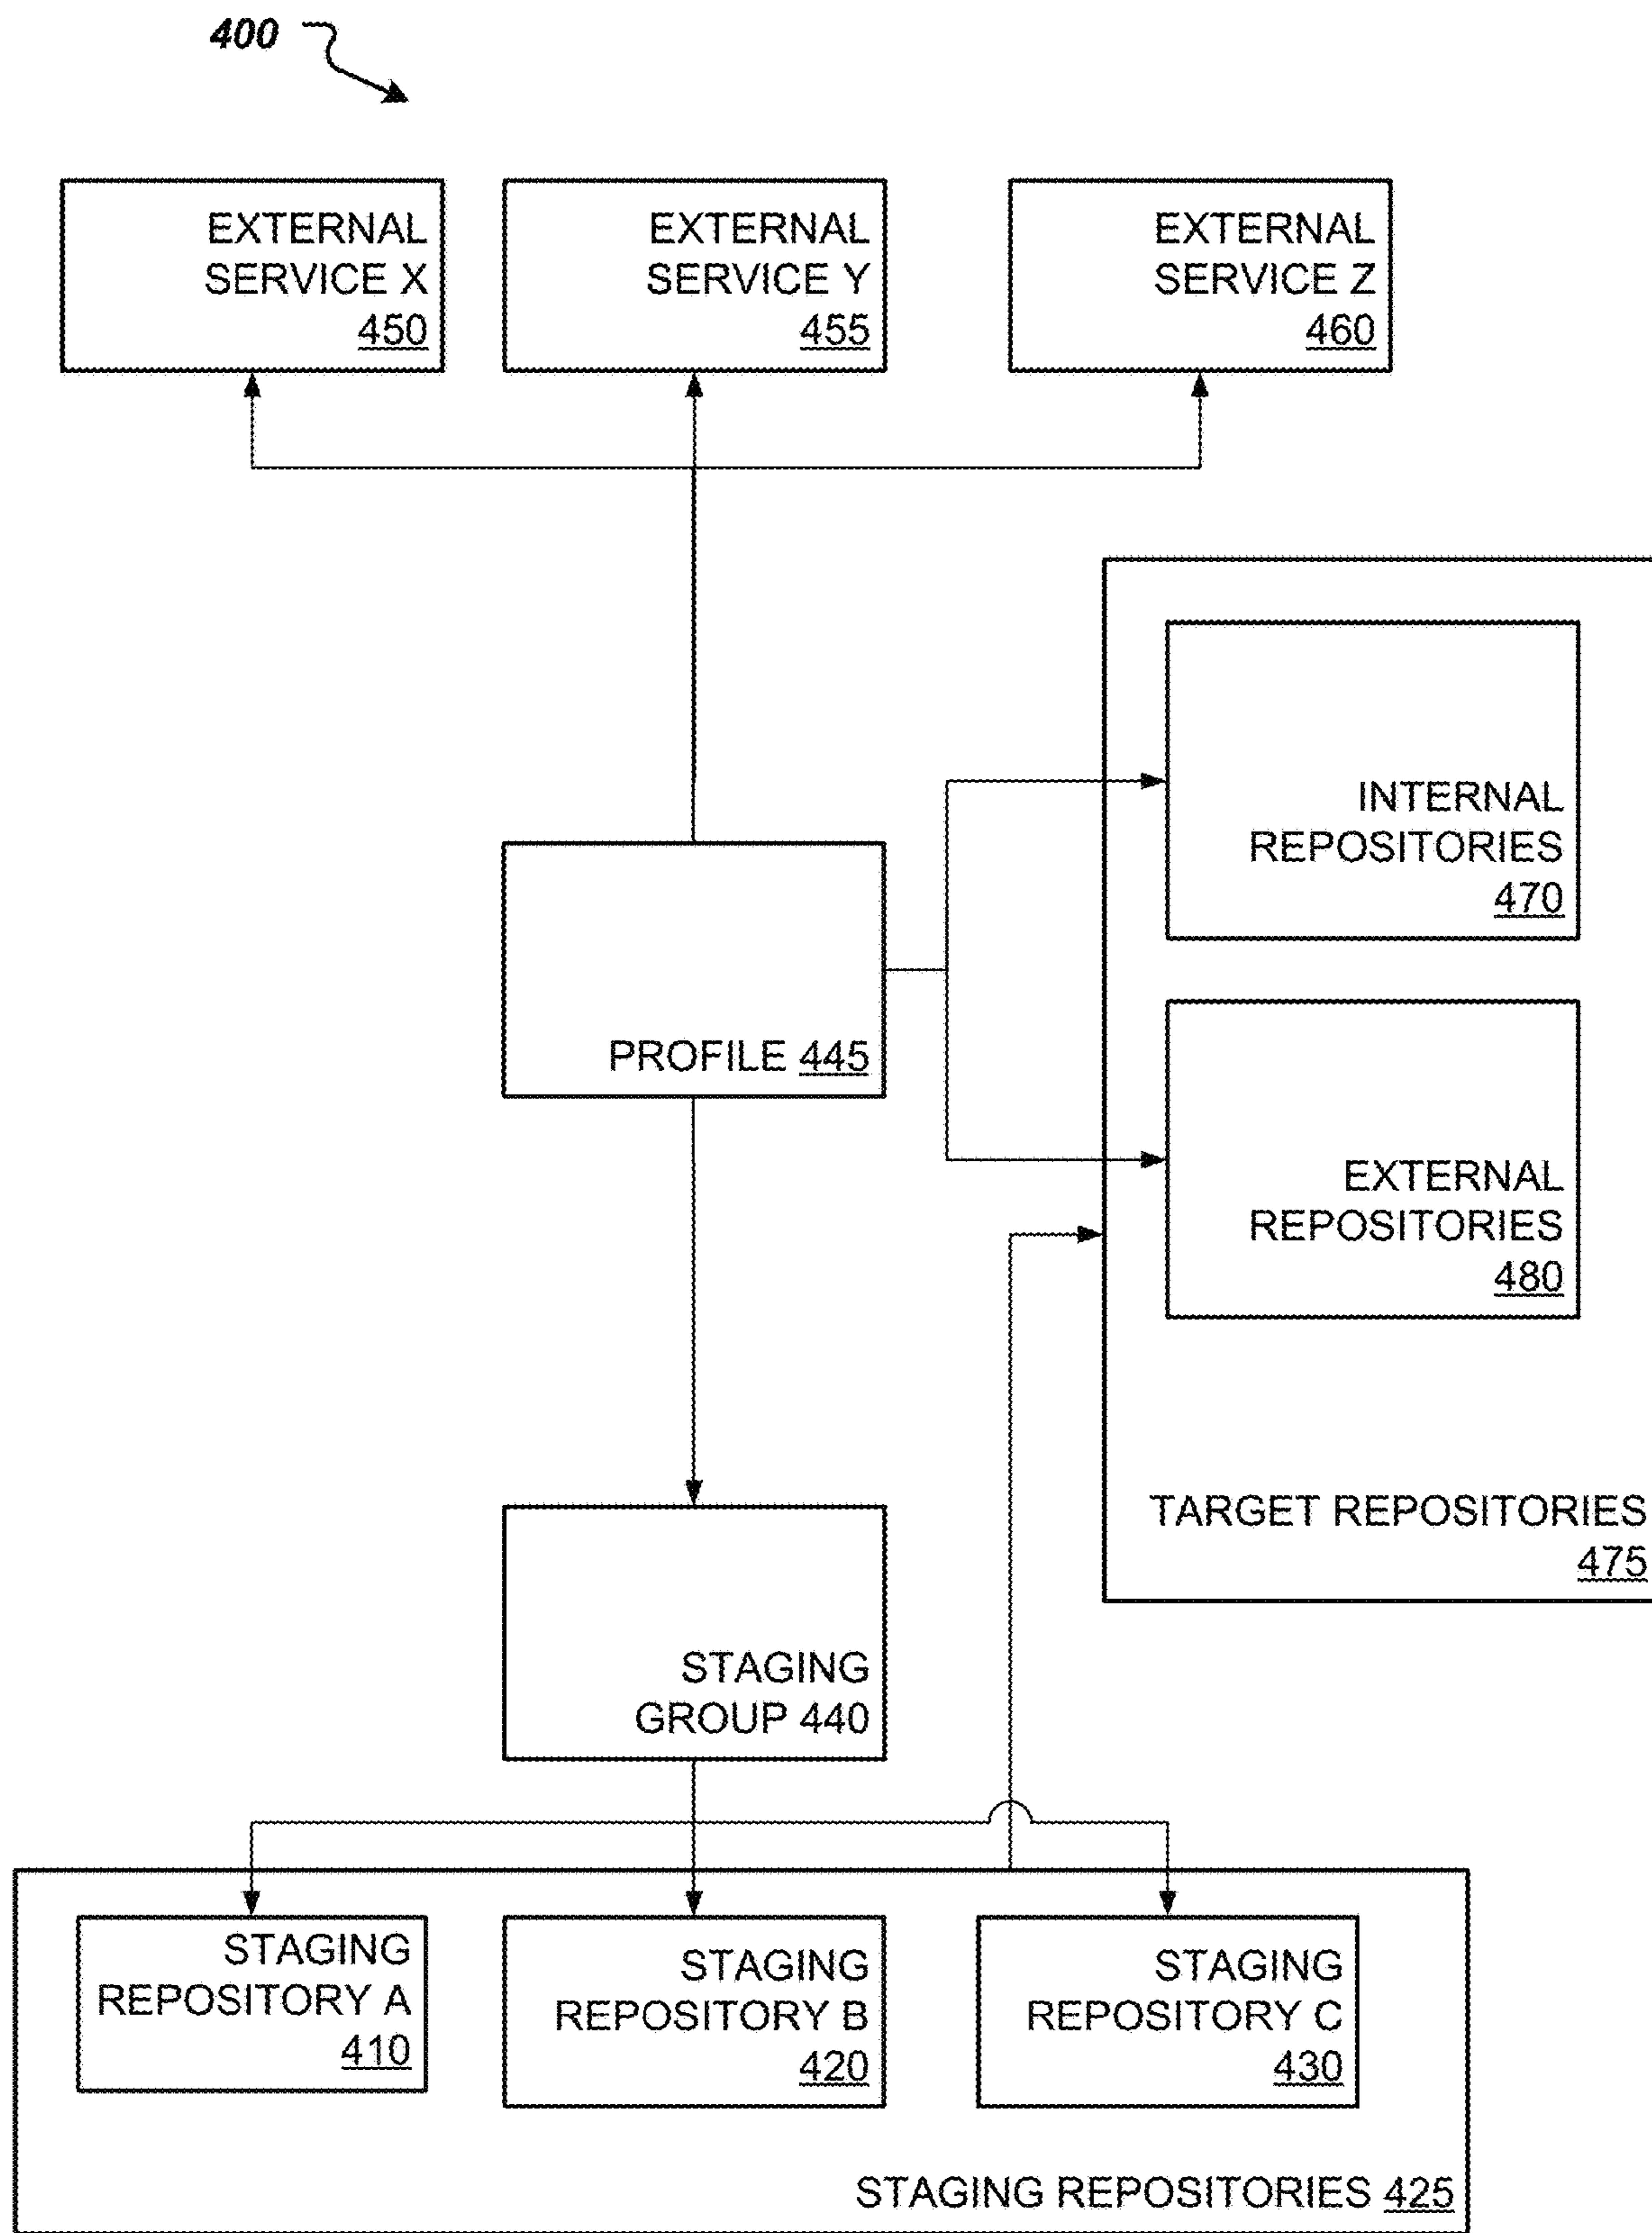 400
EXTERNAL
SERVICE X
450
EXTERNAL
SERVICE Y
455
EXTERNAL
SERVICE Z
460
INTERNAL
REPOSITORIES
470
PROFILE 445
EXTERNAL
REPOSITORIES
480
TARGET REPOSITORIES
475
STAGING
GROUP 440
STAGING
REPOSITORY A
410
STAGING
REPOSITORY B
420
STAGING
REPOSITORY C
430
STAGING REPOSITORIES 425